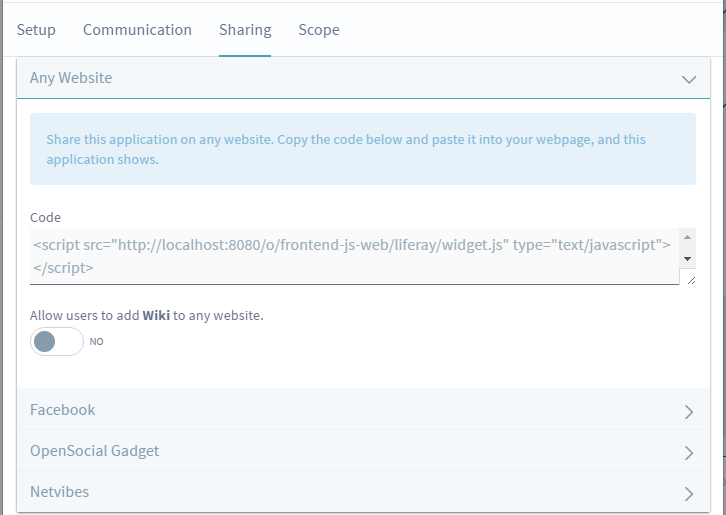 Setup Communication Sharing Scope
Any Website
Share this application on any website. Copy the code below and paste it into your webpage, and this
application shows.
Code
<script src="http://localhost:8080/o/frontend-js-web/liferay/widget.js" type="text/javascript">
</script>
Allow users to add Wiki to any website.
NO
Facebook
OpenSocial Gadget
Netvibes